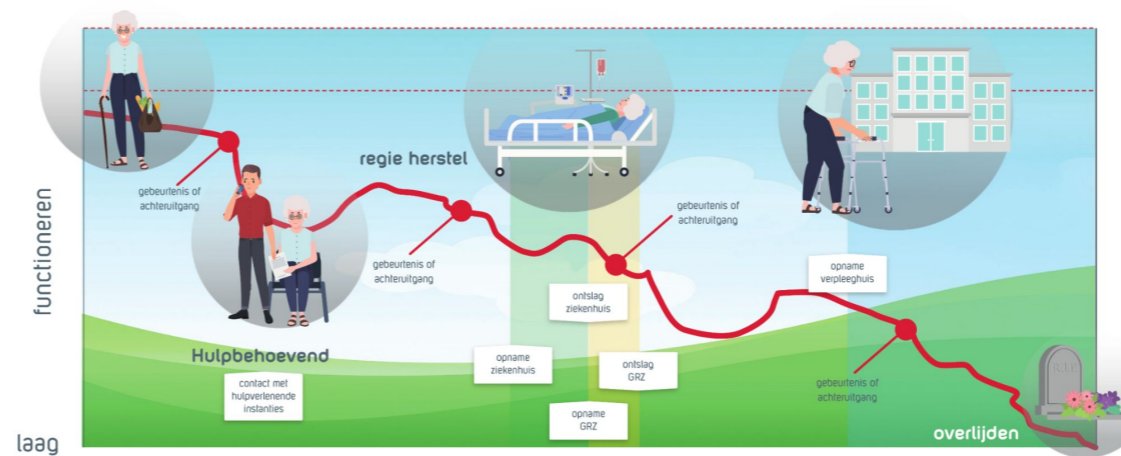 functioneren
laag
gebeurtenis of
achteruitgang
Hulpbehoevend
contact met
hulpverlenende
instanties
regie herstel
gebeurtenis of
achteruitgang
opname
ziekenhuis
ontslag
ziekenhuis
opname
GRZ
ontslag
GRZ
gebeurtenis of
achteruitgang
opname
verpleeghuis
gebeurtenis of
achteruitgang
overlijden
R.I.P.